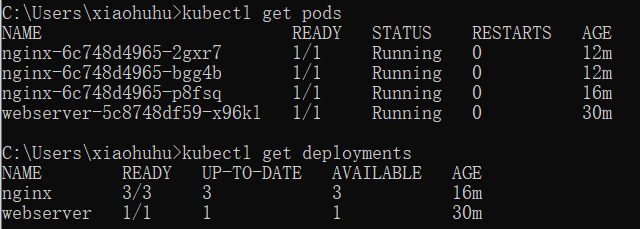 C:\Users\xiaohuhu>kubectl get pods
NAME READY STATUS RESTARTS AGE
nginx-6c748d4965-2gxr7 1/1 Running 0 12m
nginx-6c748d4965-bgg4b 1/1 Running 0 12m
nginx-6c748d4965-p8fsq 1/1 Running 0 16m
webserver-5c8748df59-x96kl 1/1 Running 0 30m
C:\Users\xiaohuhu>kubectl get deployments
NAME READY UP-TO-DATE AVAILABLE AGE
nginx 3/3 3 3 16m
webserver 1/1 1 1 30m